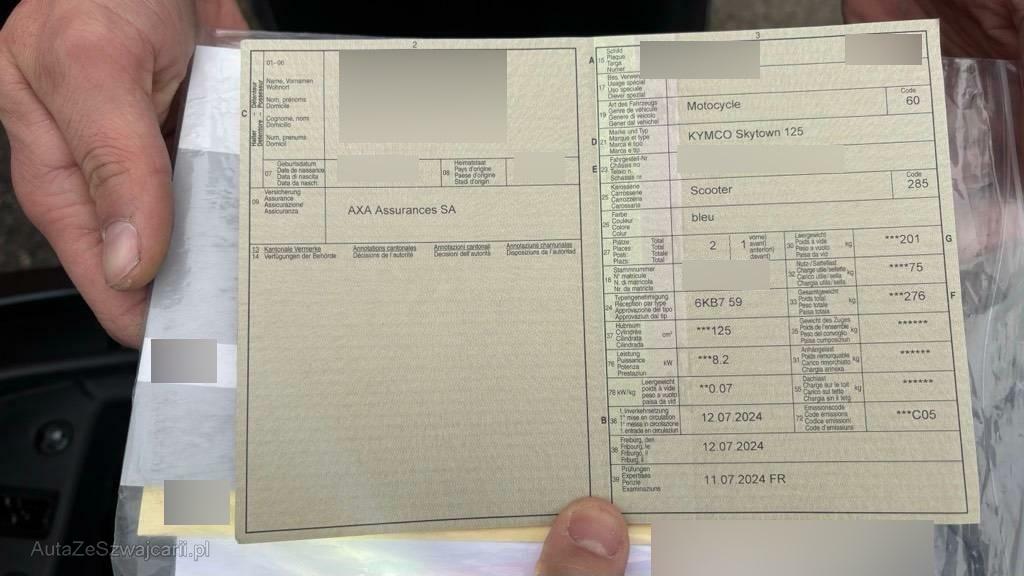 2
01-06
Détenteur Possesseur
Halter Detentore
C
Name, Vornamen
Wohnort
Nom, prénoms
Domicile
Cognome, nomi
Domicilio
Num, prenoms
Domicil
07
Geburtsdatum
Date de naissance
Data di nascita
Data da nasch.
08
Heimatstaat
Pays d'origine
Paese d'origine
Stadi d'origin
09
Versicherung
Assurance
Assicurazione
Assicuranza
AXA Assurances SA
13
14
Kantonale Vermerke
Verfügungen der Behörde
Annotations cantonales
Décisions de l'autorité
Annotazioni cantonali
Decisioni dell'autorità
Annotaziuns chantunalas
Disposiziuns da l'autoritad
3
A 15
Schild
Plaque
Targa
Numer
17
Bes. Verwen
Usage spécial
Uso speciale
Diever spezial
19
Art des Fahrzeugs
Genre de véhicule
Genere di veicolo
Gener dal vehichel
Motocycle
Code
60
D 21
Marke und Typ
Marque et type
Marca e tipo
Marca e tip
KYMCO Skytown 125
E 23
Fahrgestell-Nr.
Châssis no
Telaio n.
Schassis nr.
25
Karosserie
Carrosserie
Carrozzeria
Carossaria
Scooter
Code
285
26
Farbe
Couleur
Colore
Colur
bleu
27
Plätze: Total
Places: Total
Posti: Totale
Plazs: Total
2
1
vorne)
avant)
anteriori)
davant)
30
Leergewicht
Poids à vide
Peso a vuoto
Paisa da vid
kg
***201
G
18
Stammnummer
N° matricule
N. di matricola
Nr. da matricla
32
Nutz-/Sattellast
Charge utile/sellette
Carico utile/sella
Chargia utila/sella
kg
****75
24
Typengenehmigung
Réception par type
Approvazione del tipo
Approvaziun dal tip
6KB7 59
33
Gesamtgewicht
Poids total
Peso totale
Paisa totala
kg
***276
F
37
Hubraum
Cylindrée
Cilindrata
Cilindrada
cm³
***125
35
Gewicht des Zuges
Poids de l'ensemble
Peso del convoglio
Paisa cumposiziun
kg
******
76
Leistung
Puissance
Potenza
Prestaziun
kW
***8.2
31
Anhängelast
Poids remorquable
Carico rimorchiato
Chargia annexa
kg
******
78 kW/kg
Leergewicht
poids à vide
peso a vuoto
paisa da vid
**0.07
55
Dachlast
Charge sur le toit
Carico sul tetto
Chargia sin il tetg
kg
******
B 36
1. Inverkehrsetzung
1re mise en circulation
1a messa in circolazione
1. entrada en circulaziun
12.07.2024
72
Emissionscode
Code émissions
Codice emissioni
Code d'emissiuns
***C05
38
Freiburg, den
Fribourg, le
Friburgo, il
Friburg, il
12.07.2024
39
Prüfungen
Expertises
Perizie
Examinaziuns
11.07.2024 FR
AutaZeSzwajcarii.pl